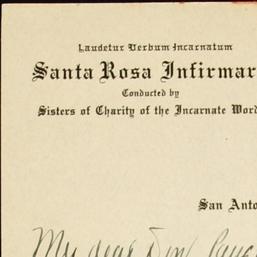 Laudetur Verbum Incarnatum
Santa Rosa Infirmar
Conducted by
Sisters of Charity of the Incarnate Word
San Anto
My dear